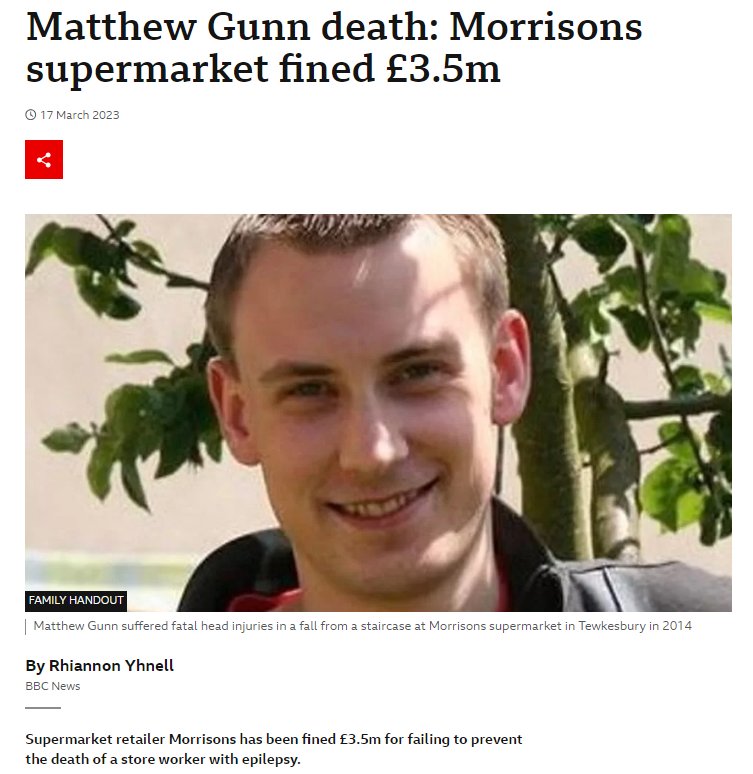 Matthew Gunn death: Morrisons
supermarket fined £3.5m
17 March 2023
FAMILY HANDOUT
Matthew Gunn suffered fatal head injuries in a fall from a staircase at Morrisons supermarket in Tewkesbury in 2014
By Rhiannon Yhnell
BBC News
Supermarket retailer Morrisons has been fined £3.5m for failing to prevent
the death of a store worker with epilepsy.